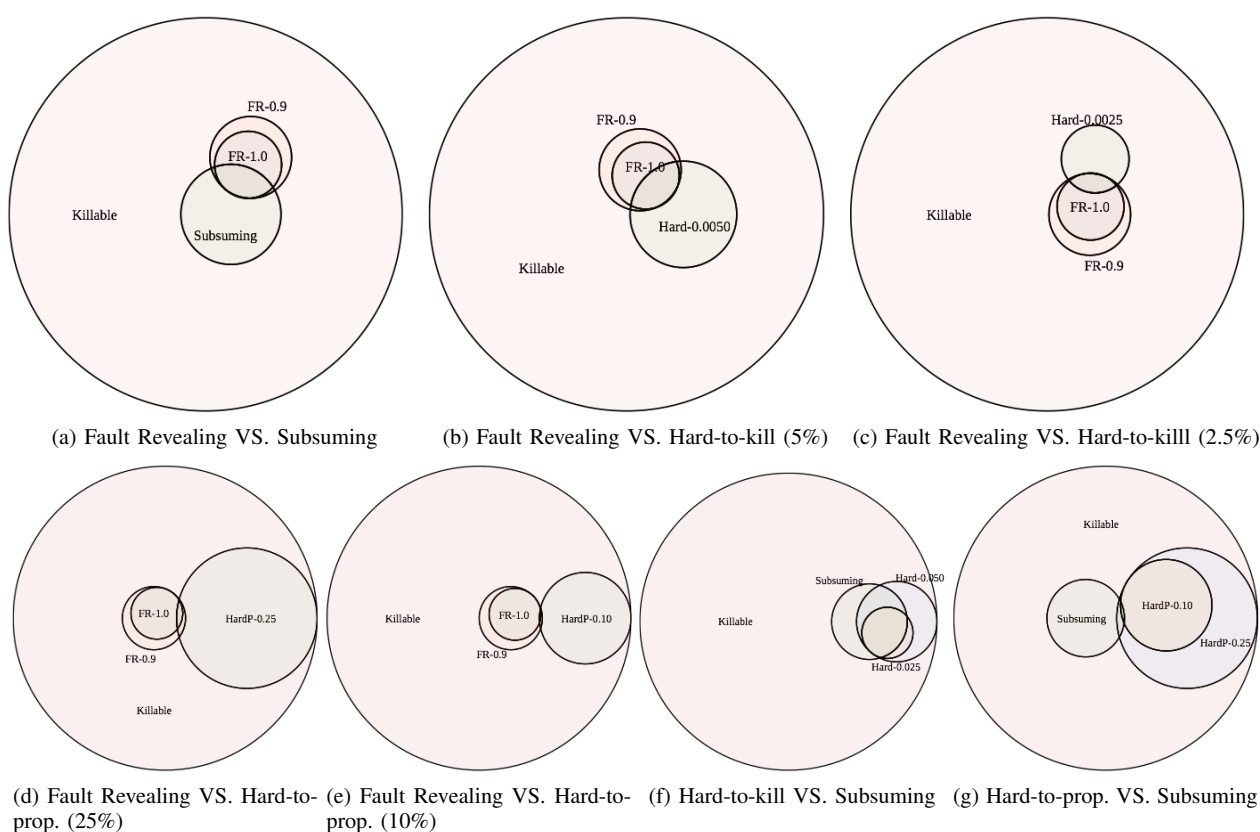 FR-0.9
FR-1.0
Killable
Subsuming
(a) Fault Revealing VS. Subsuming
FR-0.9
FR-1.0
Hard-0.0050
Killable
(b) Fault Revealing VS. Hard-to-kill (5%)
Hard-0.0025
Killable
FR-1.0
FR-0.9
(c) Fault Revealing VS. Hard-to-killl (2.5%)
FR-1.0
HardP-0.25
FR-0.9
Killable
(d) Fault Revealing VS. Hard-to-
prop. (25%)
Killable
FR-1.0
HardP-0.10
FR-0.9
(e) Fault Revealing VS. Hard-to-
prop. (10%)
Subsuming
Hard-0.050
Killable
Hard-0.025
(f) Hard-to-kill VS. Subsuming
Killable
HardP-0.10
Subsuming
HardP-0.25
(g) Hard-to-prop. VS. Subsuming